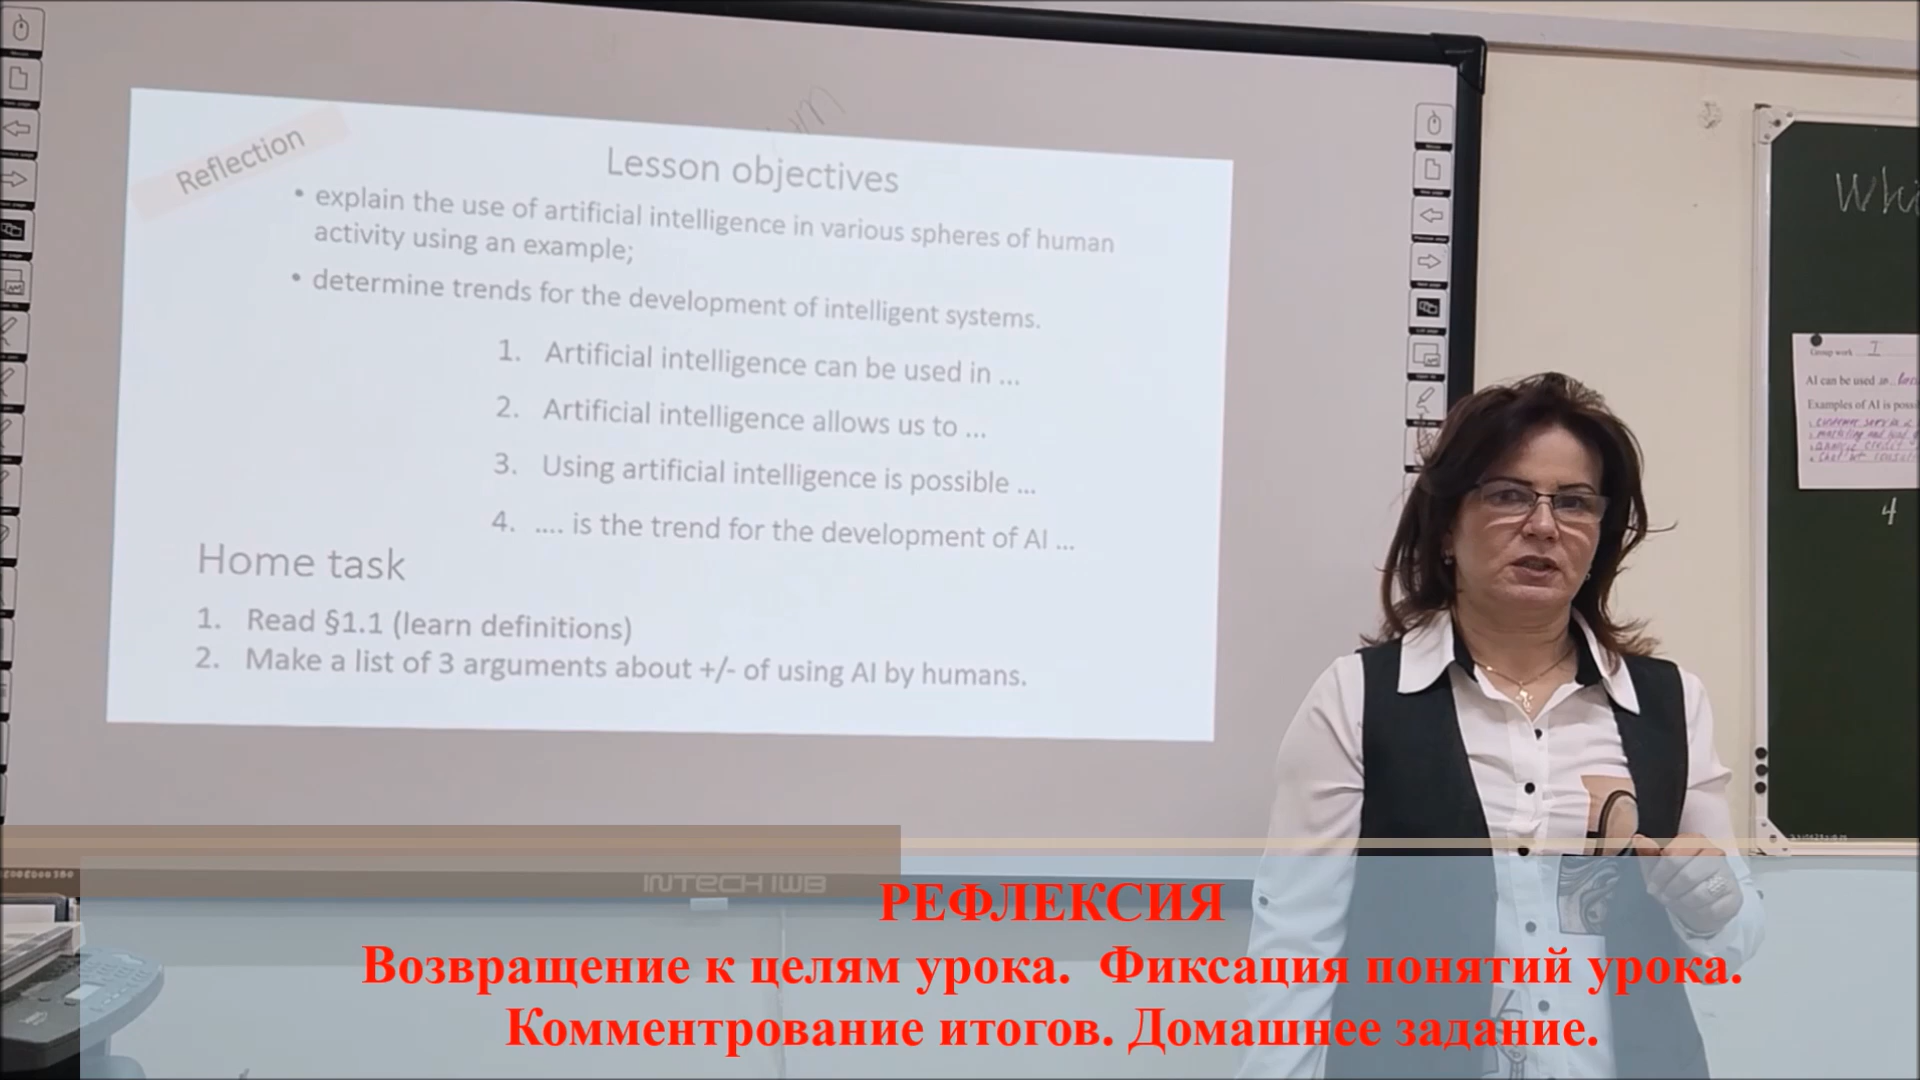 Reflection
Lesson objectives
• explain the use of artificial intelligence in various spheres of human
activity using an example;
• determine trends for the development of intelligent systems.
1. Artificial intelligence can be used in ...
2. Artificial intelligence allows us to ...
3. Using artificial intelligence is possible ...
4. .... is the trend for the development of AI ...
Home task
1. Read §1.1 (learn definitions)
2. Make a list of 3 arguments about +/- of using AI by humans.
Group work I
AI can be used in
Examples of AI is
4
INTECH IWB
РЕФЛЕКСИЯ
Возвращение к целям урока. Фиксация понятий урока.
Комментрование итогов. Домашнее задание.